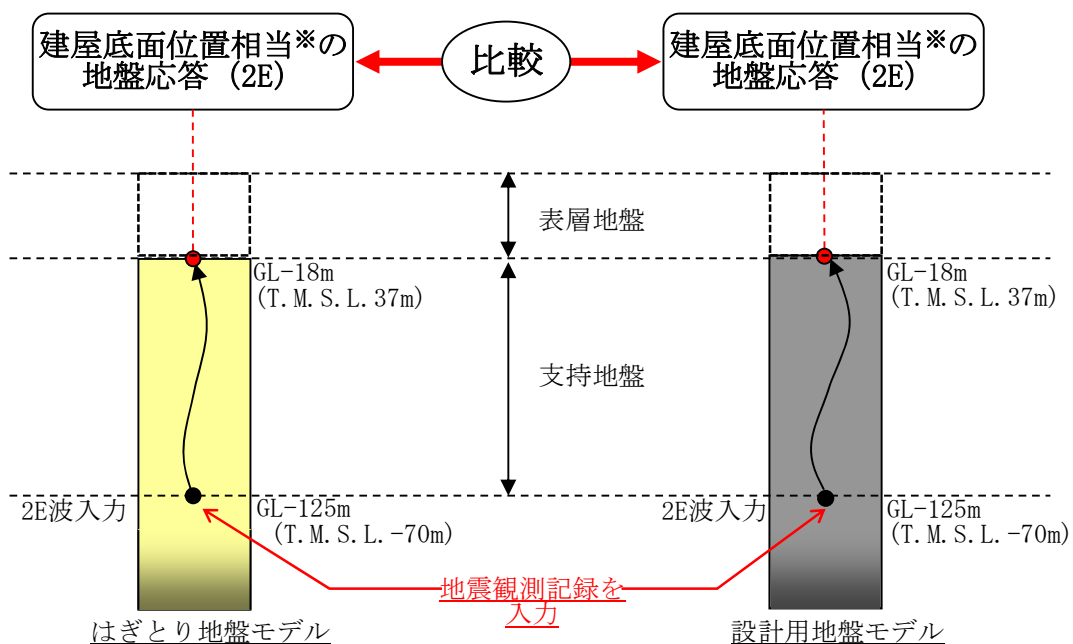 建屋底面位置相当※の
地盤応答(2E)
比較
建屋底面位置相当※の
地盤応答(2E)
表層地盤
GL-18m
(T.M.S.L.37m)
GL-18m
(T.M.S.L.37m)
支持地盤
2E波入力
GL-125m
(T.M.S.L.-70m)
2E波入力
GL-125m
(T.M.S.L.-70m)
地震観測記録を
入力
はぎとり地盤モデル
設計用地盤モデル